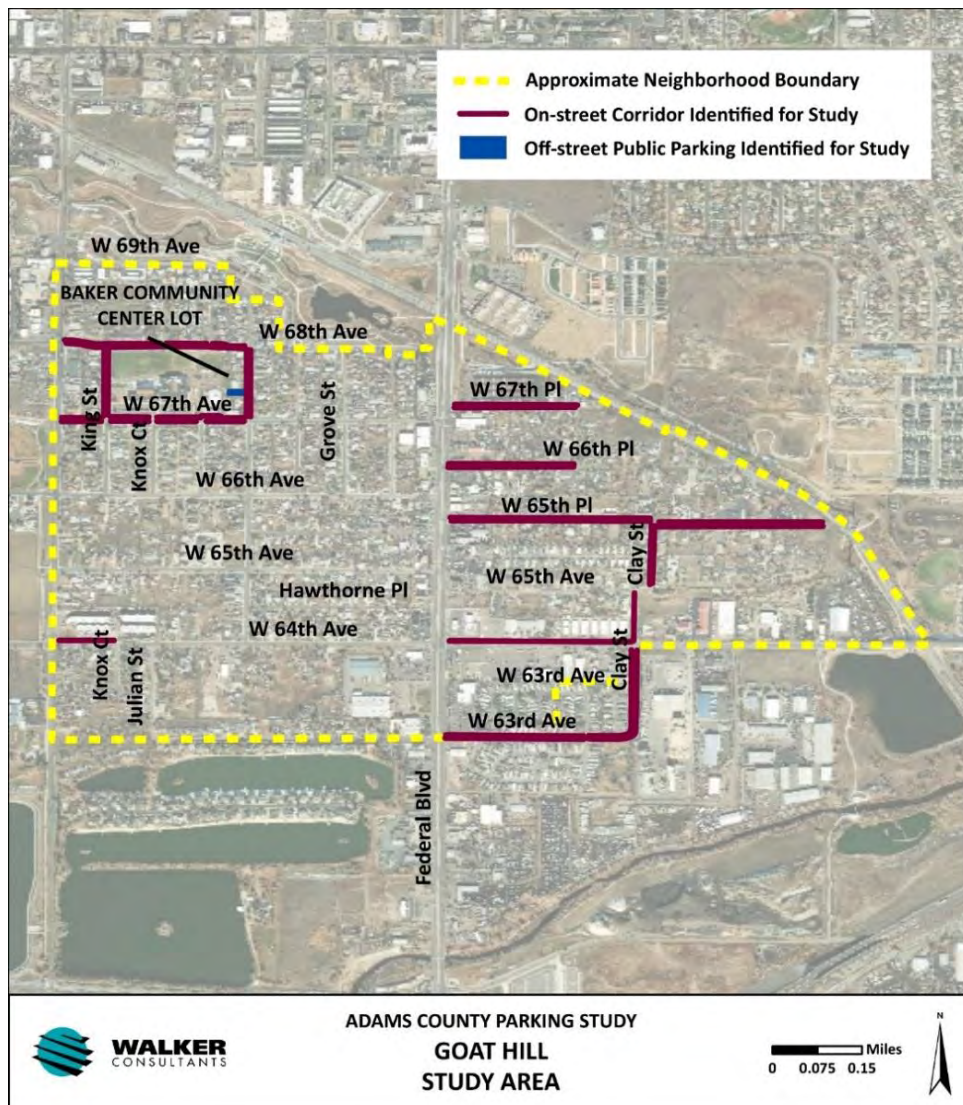 Approximate Neighborhood Boundary
On-street Corridor Identified for Study
Off-street Public Parking Identified for Study
W 69th Ave
BAKER COMMUNITY
CENTER LOT
W 68th Ave
W 67th Ave
King St
Knox Ct
Grove St
W 67th Pl
W 66th Pl
W 66th Ave
W 65th Pl
W 65th Ave
W 65th Ave
Clay St
Hawthorne Pl
W 64th Ave
Knox Ct
Julian St
W 63rd Ave
Clay St
W 63rd Ave
Federal Blvd
WALKER
CONSULTANTS
ADAMS COUNTY PARKING STUDY
GOAT HILL
STUDY AREA
Miles
0 0.075 0.15
N